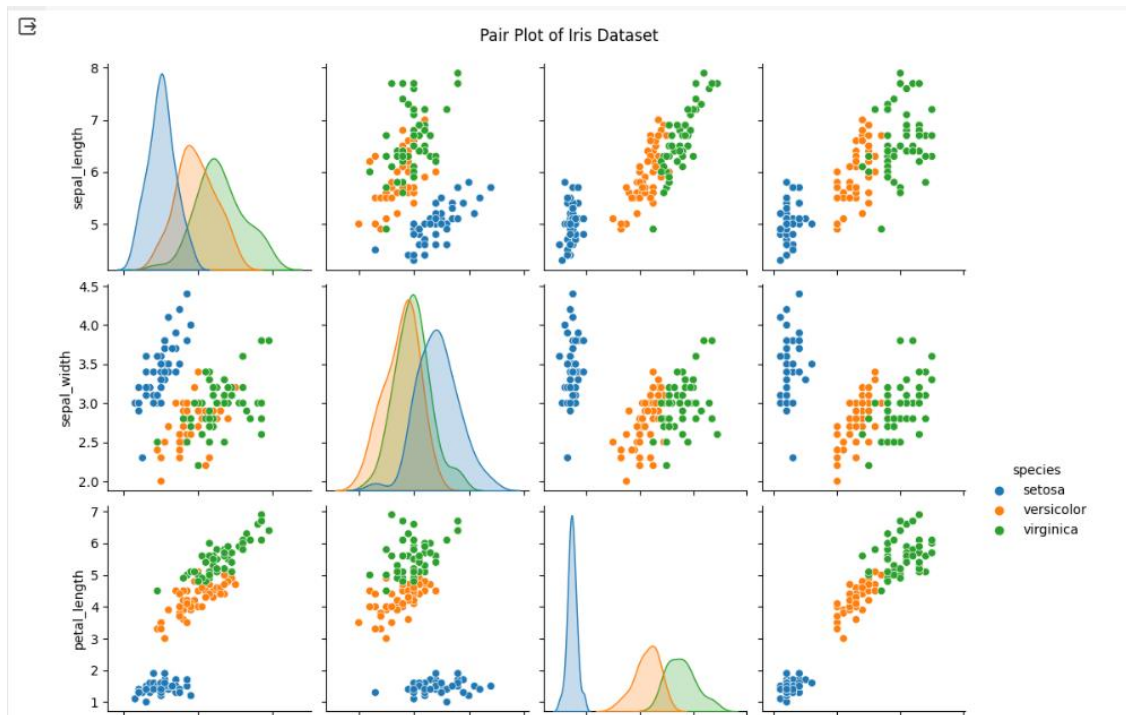 Pair Plot of Iris Dataset
8
7
6
5
sepal_length
4.5
4.0
3.5
3.0
2.5
2.0
sepal_width
species
setosa
versicolor
virginica
7
6
5
4
3
2
1
petal_length